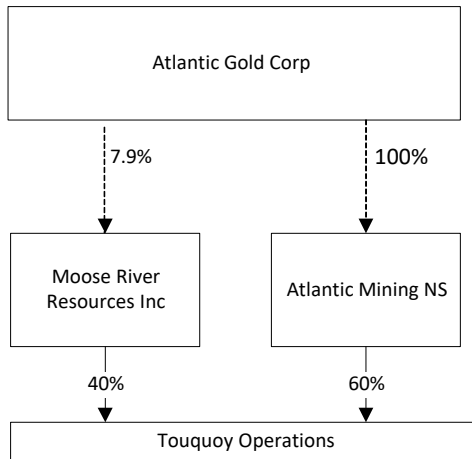 Atlantic Gold Corp
7.9%
100%
Moose River
Resources Inc
Atlantic Mining NS
40%
60%
Touquoy Operations